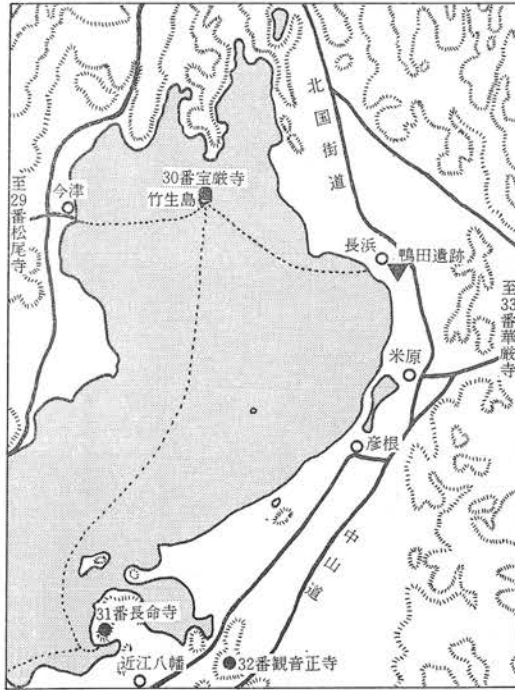 北国街道
30番宝厳寺
竹生島
今津
至29番松尾寺
長浜
鴨田遺跡
至33番華厳寺
米原
彦根
中山道
31番長命寺
近江八幡
32番観音正寺